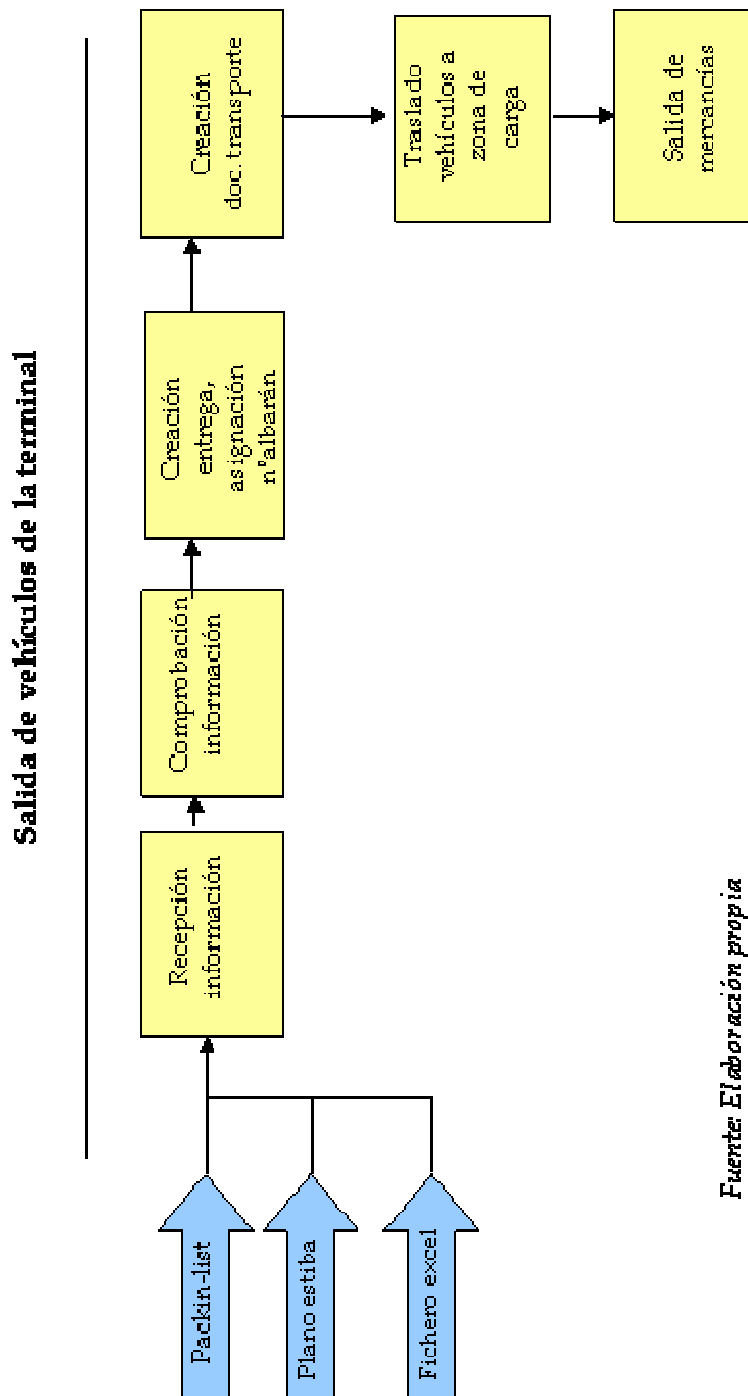 Salida de vehículos de la terminal
Packin-list
Plano estiba
Fichero excel
Recepción
información
Comprobación
información
Creación
entrega,
asignación
nºalbarán
Creación
doc.transporte
Traslado
vehículos a
zona de
carga
Salida de
mercancías
Fuente: Elaboración propia